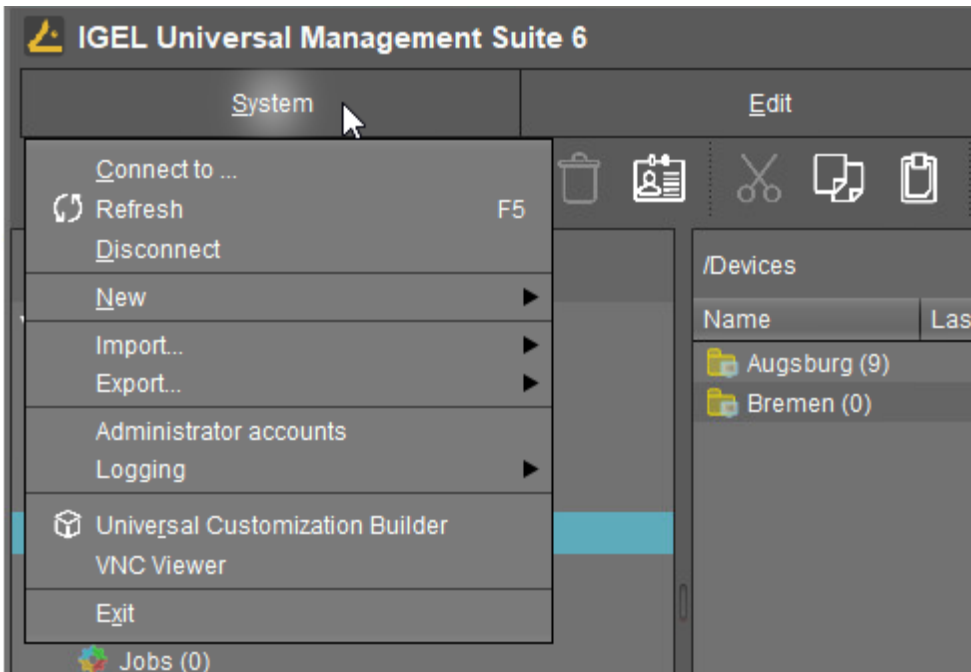 IGEL Universal Management Suite 6
System Edit
Connect to ...
Refresh F5
Disconnect
New
Import...
Export...
Administrator accounts
Logging
Universal Customization Builder
VNC Viewer
Exit
Jobs (0)
/Devices
Name Las
Augsburg (9)
Bremen (0)